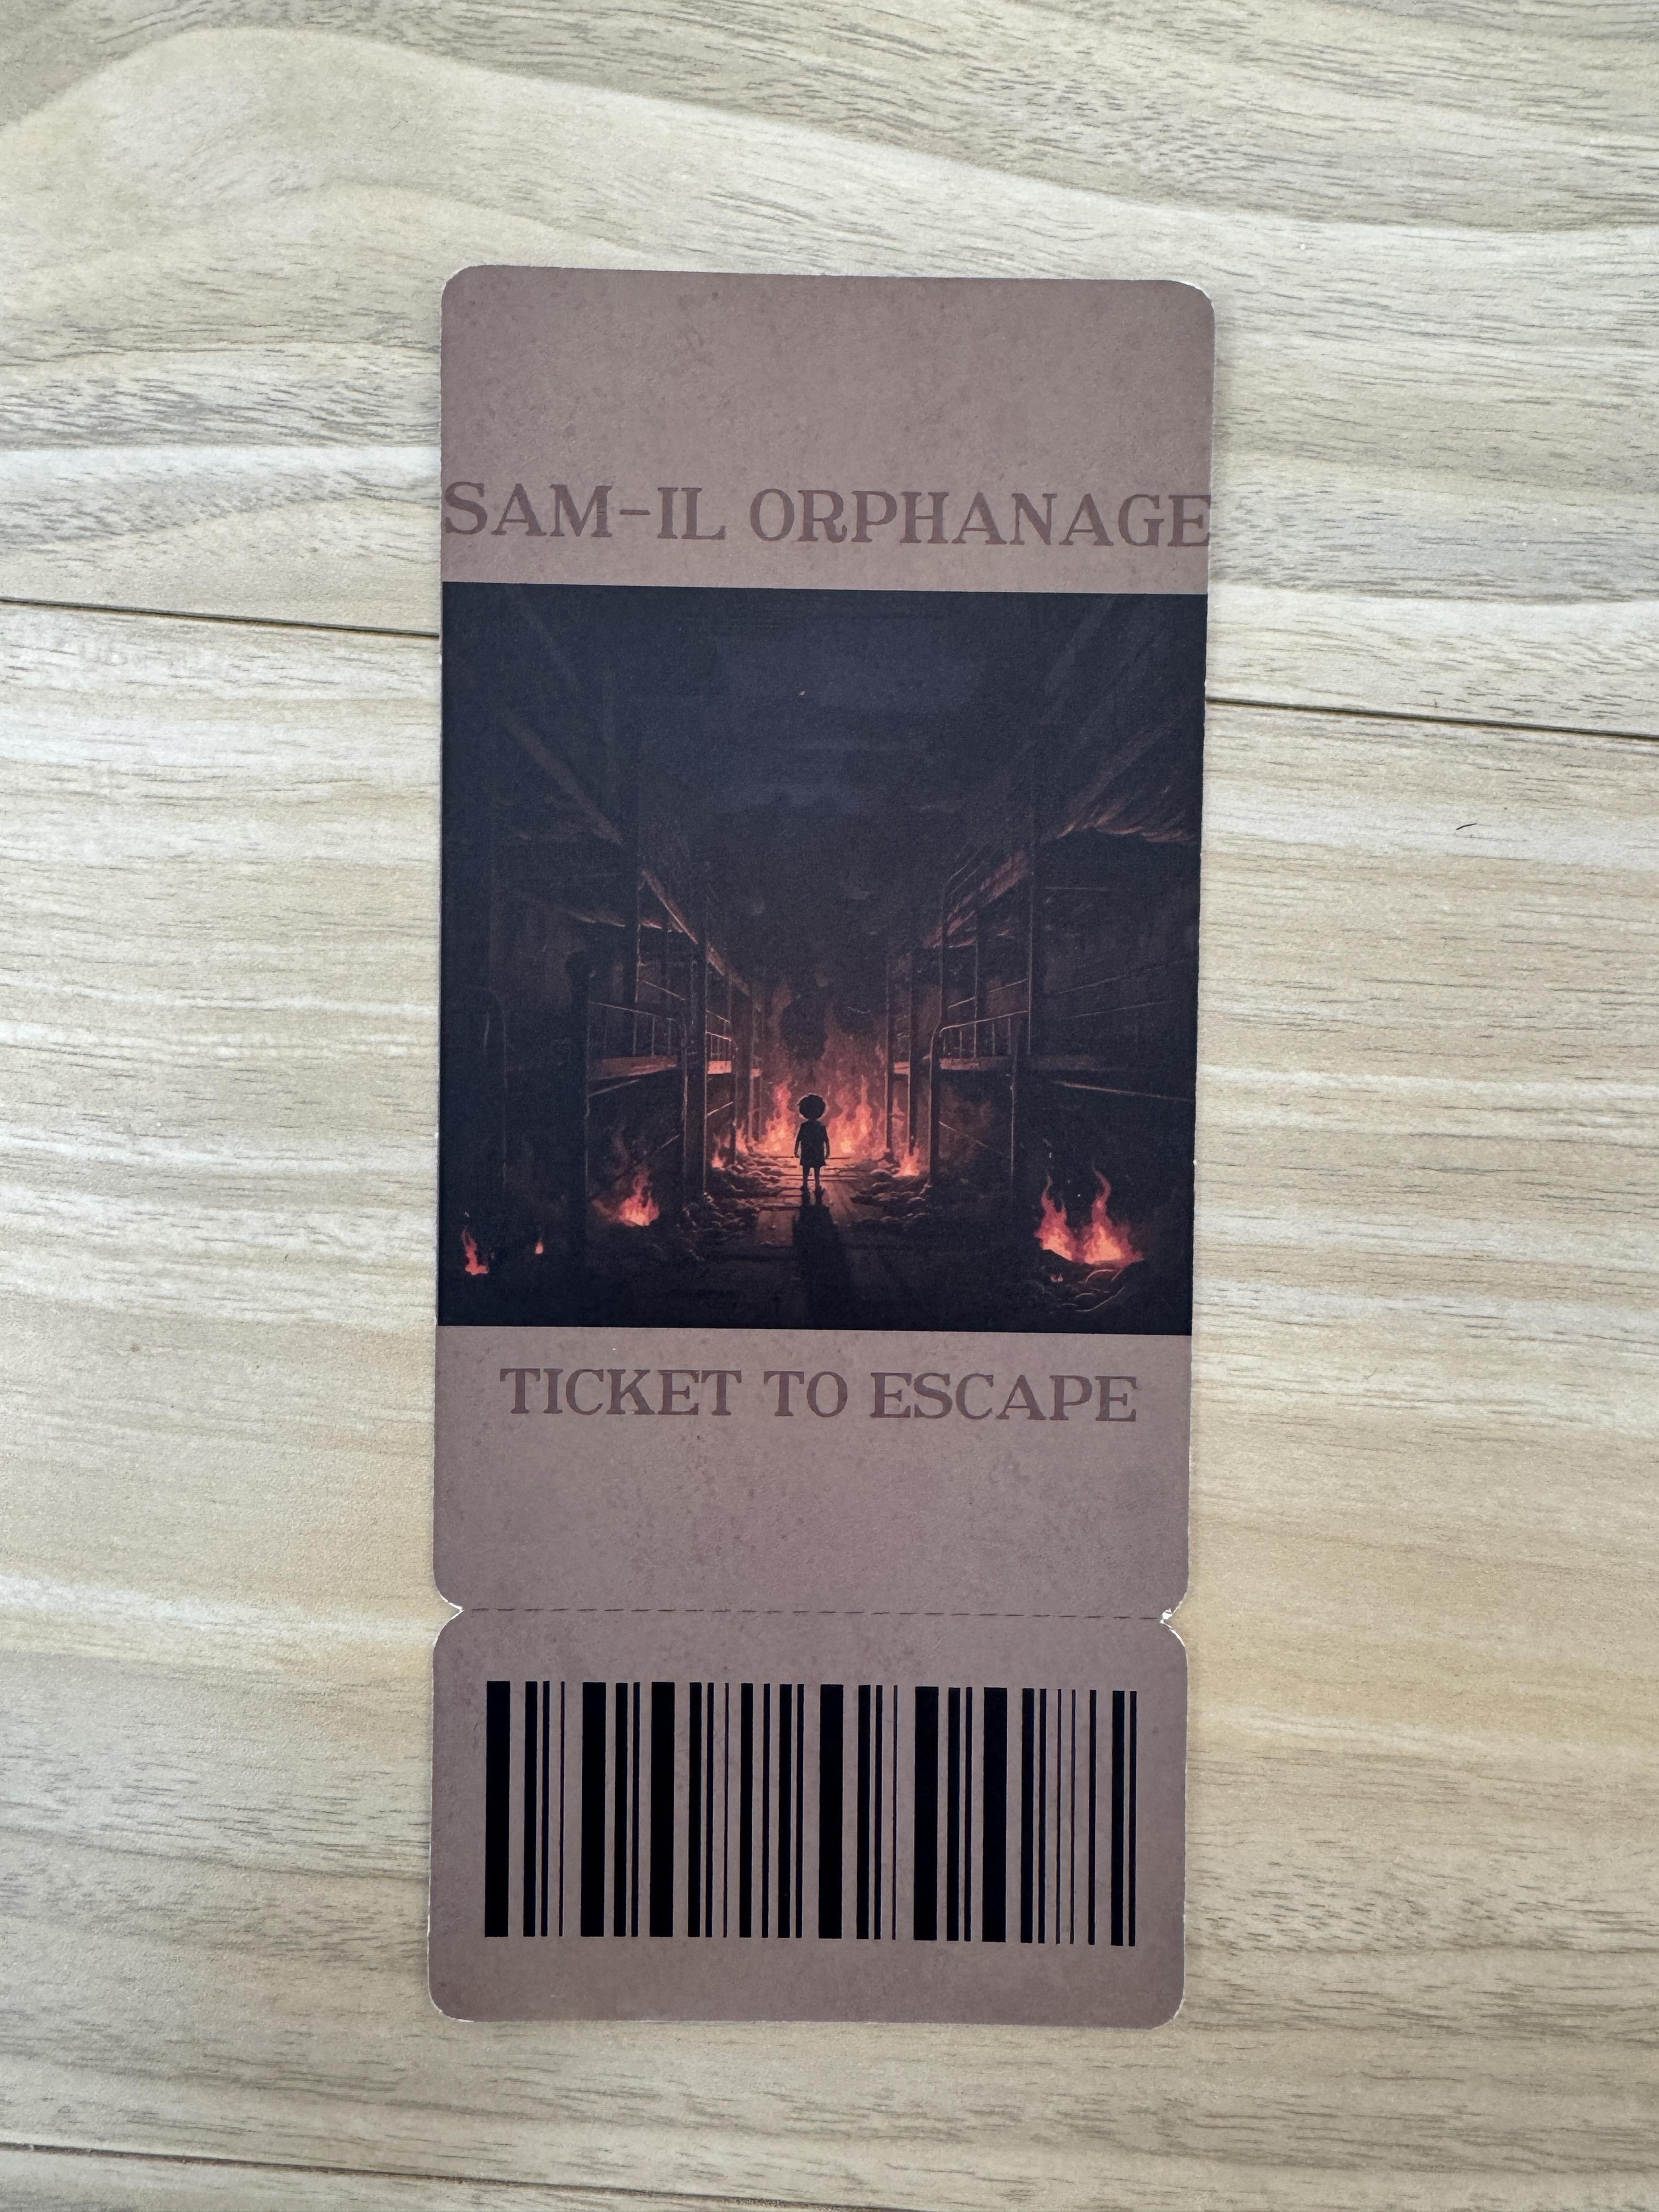 SAM-IL ORPHANAGE
TICKET TO ESCAPE